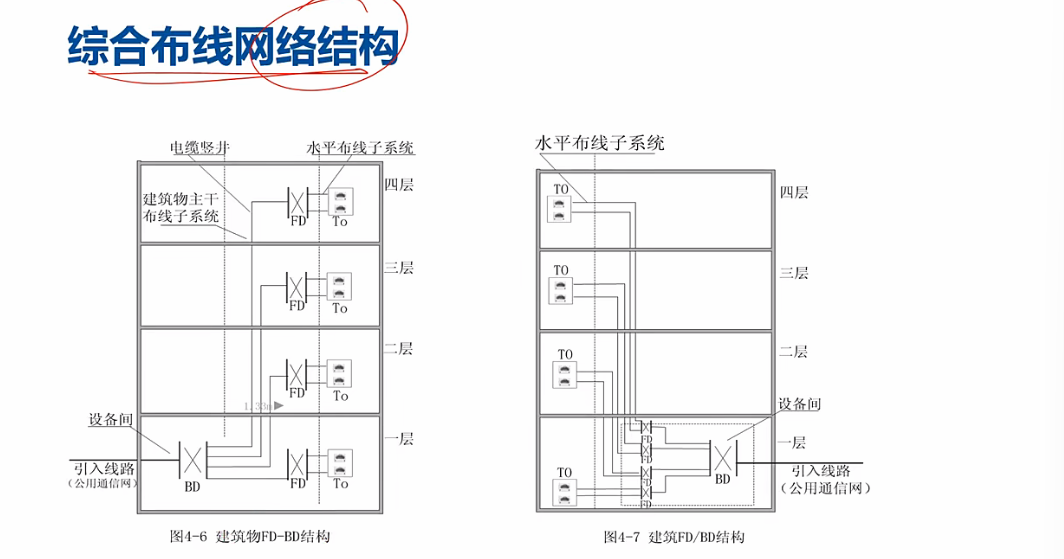 综合布线网络结构
电缆竖井
水平布线子系统
建筑物主干
布线子系统
四层
FD
To
三层
FD
To
二层
FD
To
设备间
一层
引入线路
(公用通信网)
BD
FD
To
图4-6 建筑物FD-BD结构
水平布线子系统
TO
四层
TO
三层
TO
二层
设备间
一层
TO
FD
FD
FD
FD
BD
引入线路
(公用通信网)
图4-7 建筑FD/BD结构